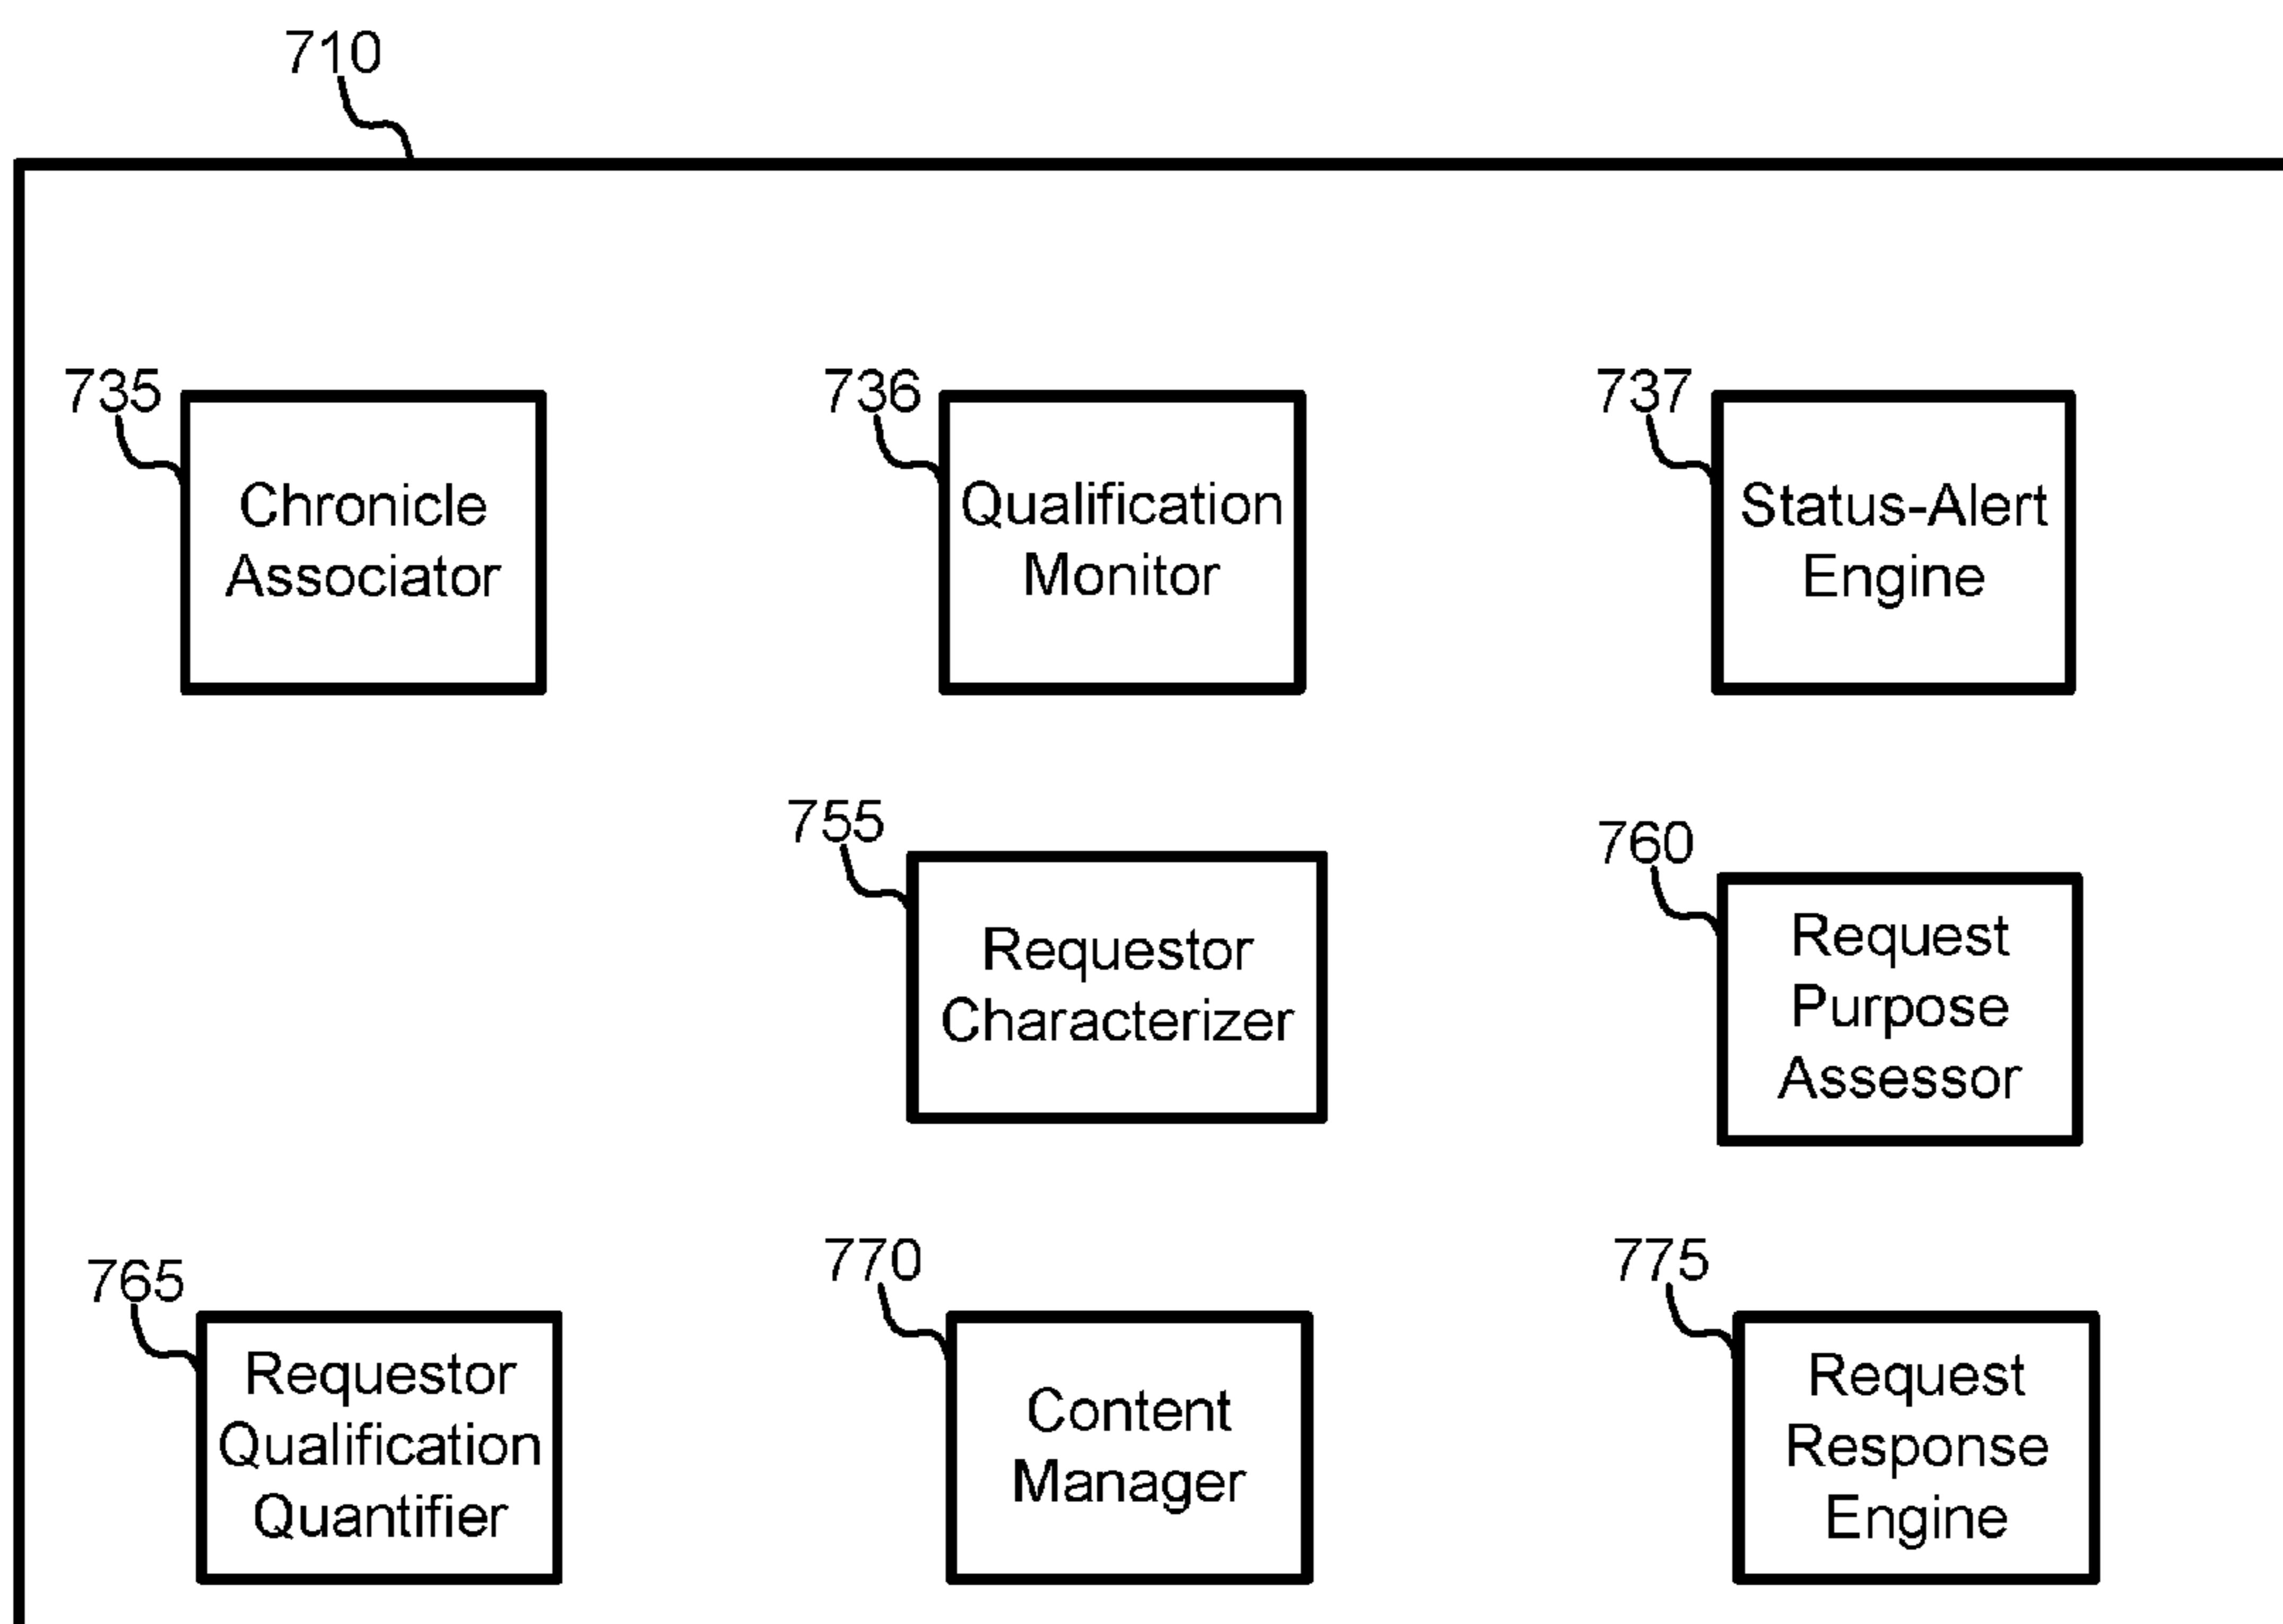 710
735
Chronicle
Associator
736
Qualification
Monitor
737
Status-Alert
Engine
755
Requestor
Characterizer
760
Request
Purpose
Assessor
765
Requestor
Qualification
Quantifier
770
Content
Manager
775
Request
Response
Engine